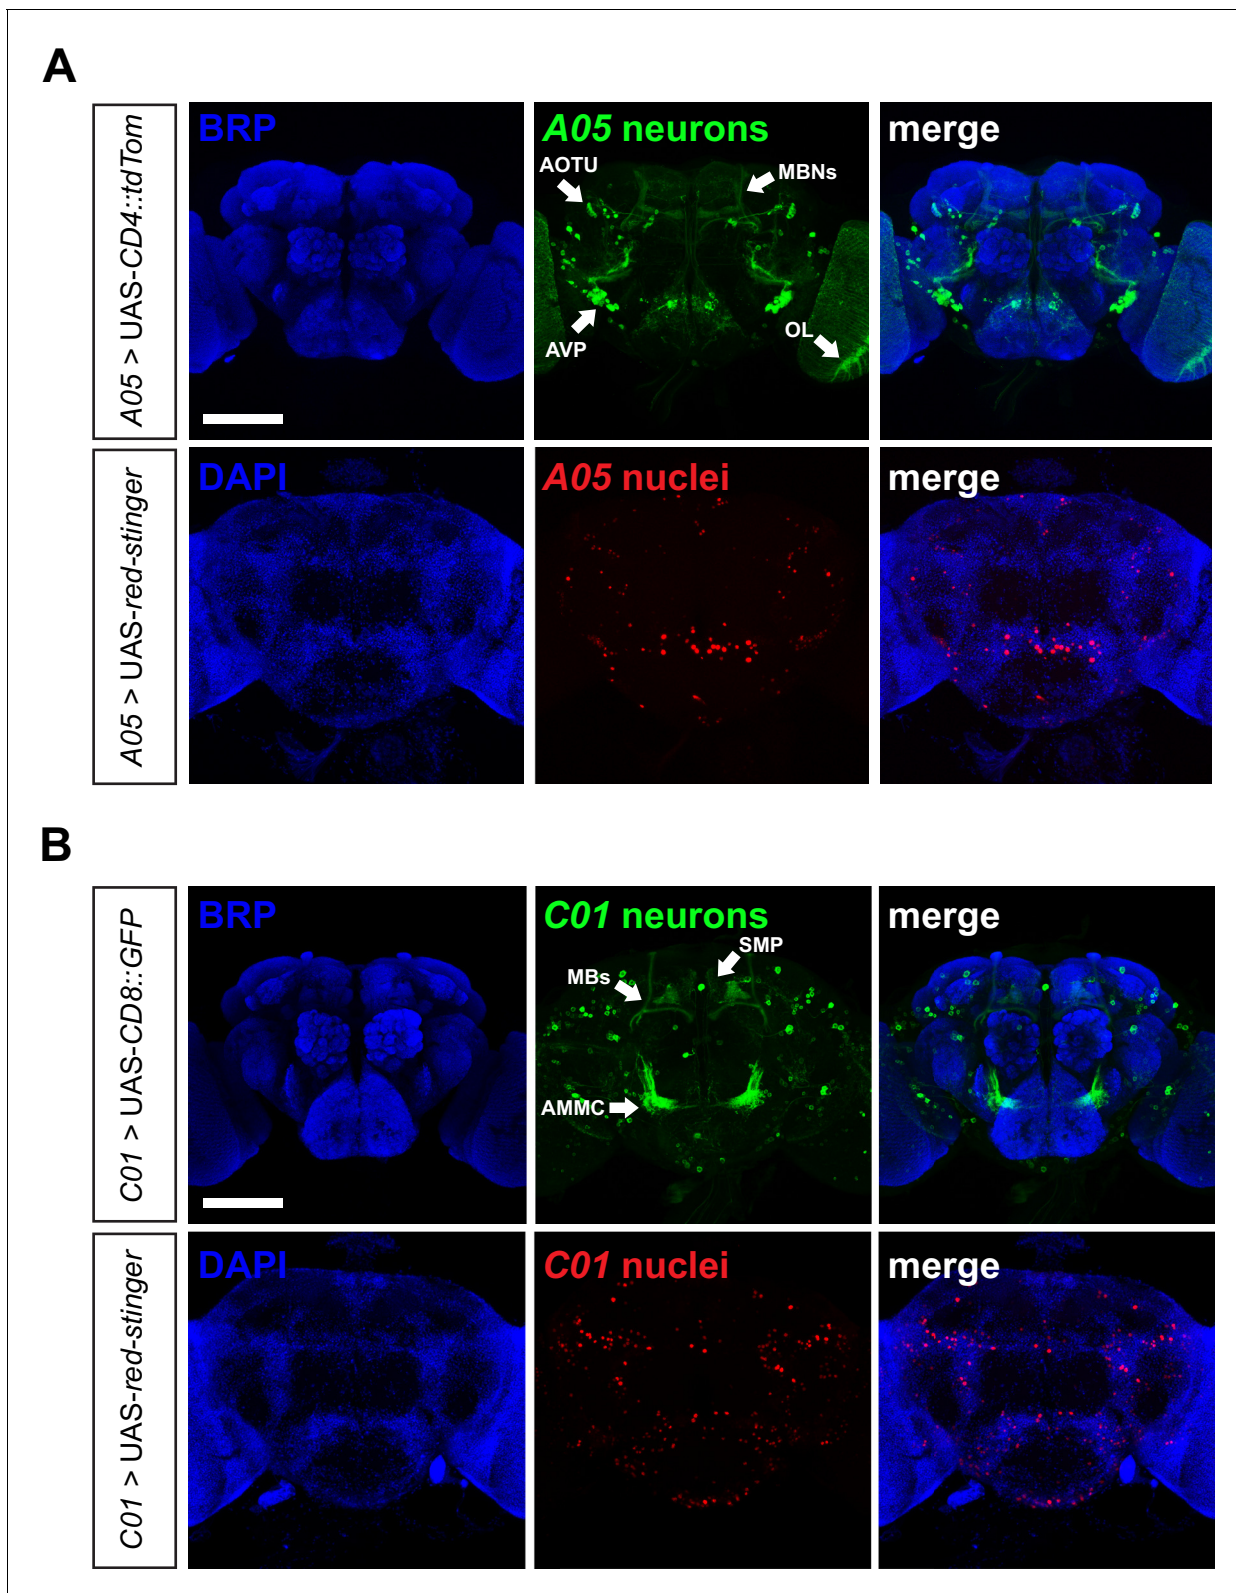 A
A05 > UAS-CD4::tdTom
BRP
A05 neurons
merge
AOTU
MBNs
AVP
OL
A05 > UAS-red-stinger
DAPI
A05 nuclei
merge
B
C01 > UAS-CD8::GFP
BRP
C01 neurons
merge
SMP
MBs
AMMC
C01 > UAS-red-stinger
DAPI
C01 nuclei
merge